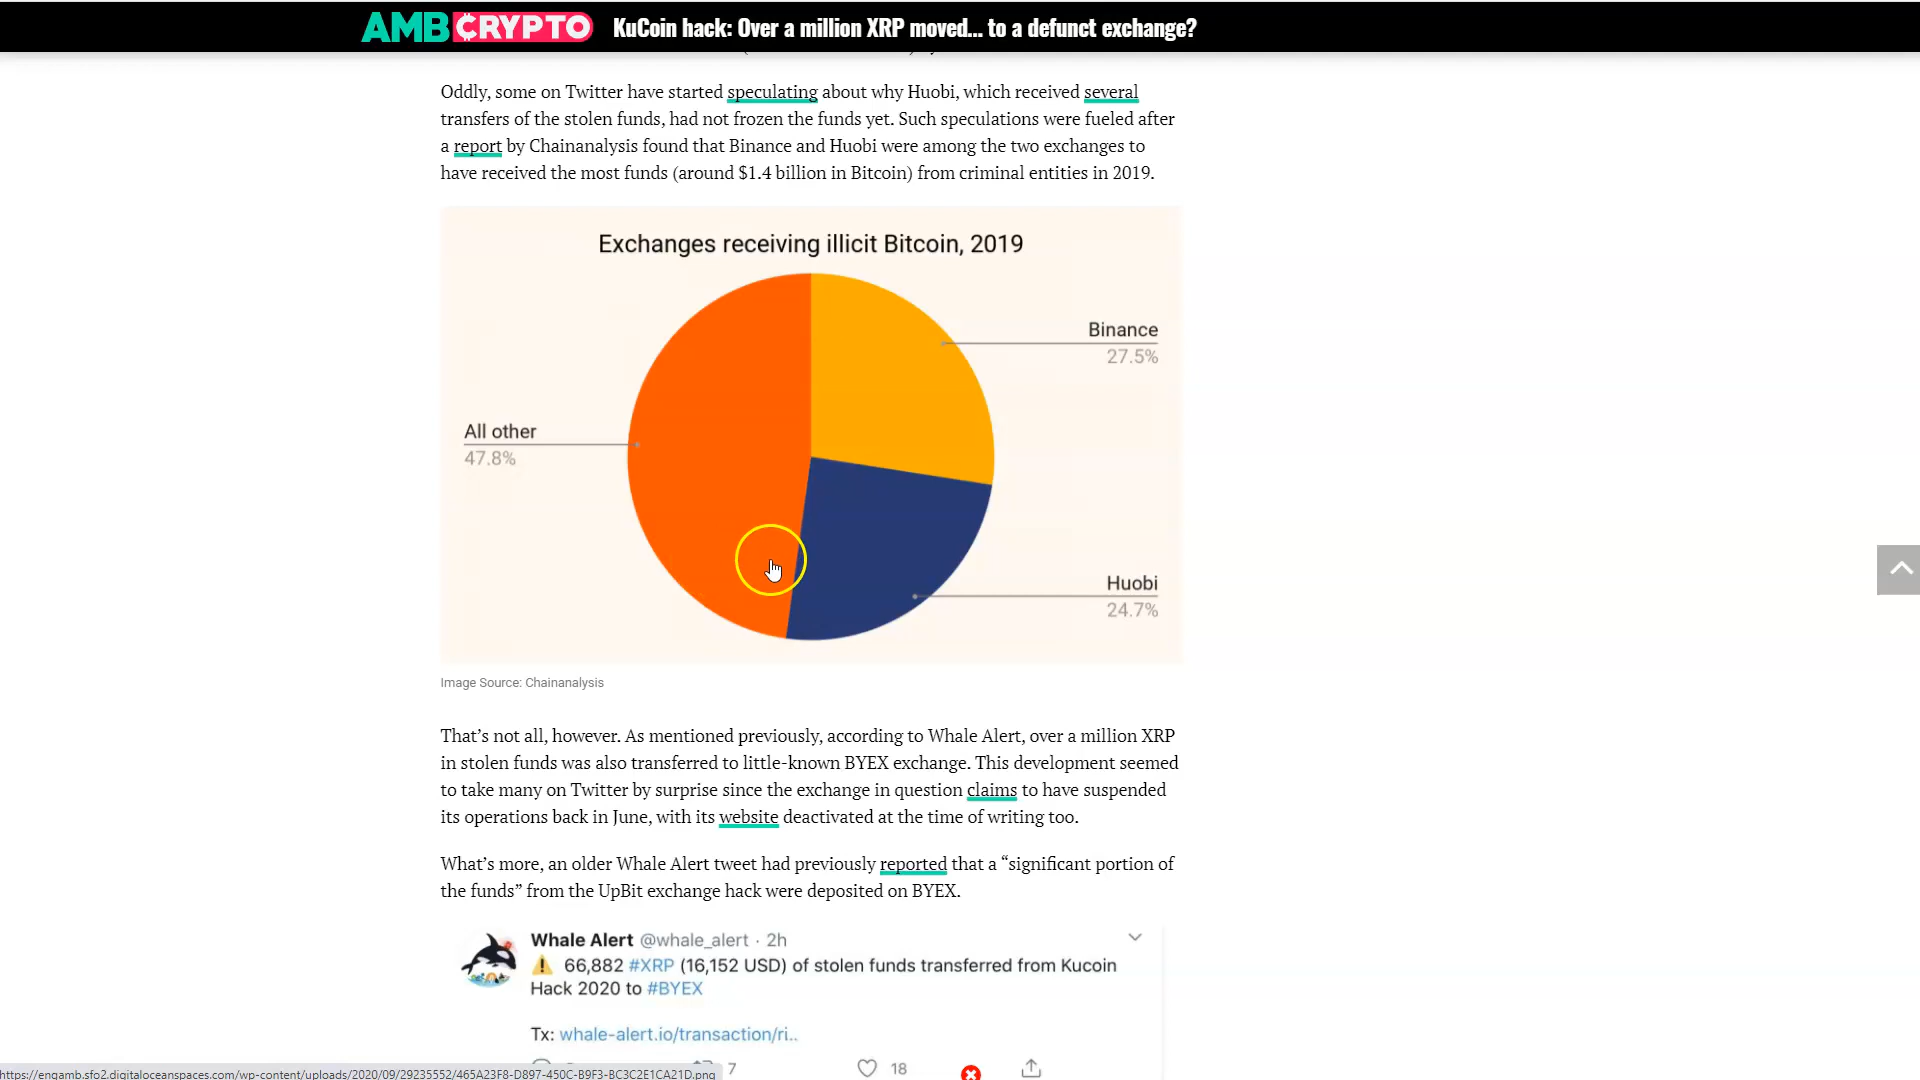 AMBCRYPTO KuCoin hack: Over a million XRP moved... to a defunct exchange?
Oddly, some on Twitter have started speculating about why Huobi, which received several
transfers of the stolen funds, had not frozen the funds yet. Such speculations were fueled after
a report by Chainanalysis found that Binance and Huobi were among the two exchanges to
have received the most funds (around $1.4 billion in Bitcoin) from criminal entities in 2019.
Exchanges receiving illicit Bitcoin, 2019
Binance
27.5%
All other
47.8%
Huobi
24.7%
Image Source: Chainanalysis
That’s not all, however. As mentioned previously, according to Whale Alert, over a million XRP
in stolen funds was also transferred to little-known BYEX exchange. This development seemed
to take many on Twitter by surprise since the exchange in question claims to have suspended
its operations back in June, with its website deactivated at the time of writing too.
What’s more, an older Whale Alert tweet had previously reported that a “significant portion of
the funds” from the UpBit exchange hack were deposited on BYEX.
Whale Alert @whale_alert · 2h
66,882 #XRP (16,152 USD) of stolen funds transferred from Kucoin
Hack 2020 to #BYEX
Tx: whale-alert.io/transaction/ri..
7 18
https://engamb.sfo2.digitaloceanspaces.com/wp-content/uploads/2020/09/29235552/465A23F8-D897-450C-B9F3-BC3C2E1CA21D.png